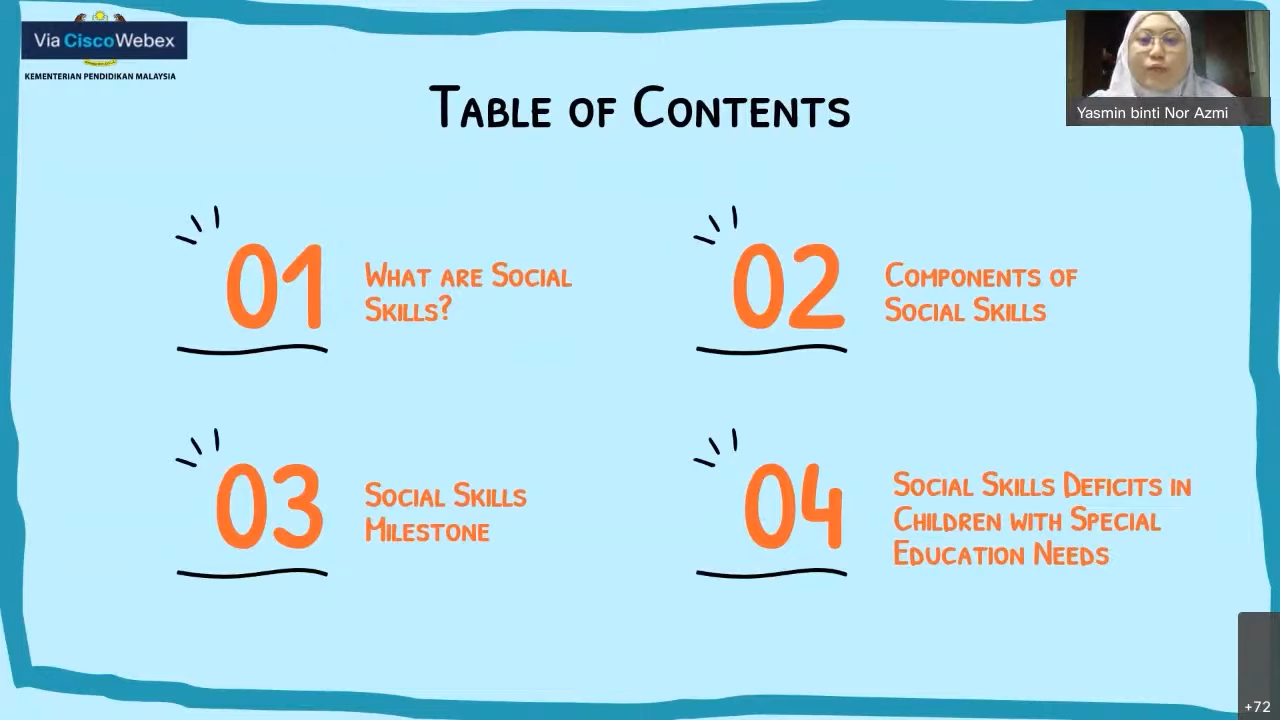 Via CiscoWebex
KEMENTERIAN PENDIDIKAN MALAYSIA
Yasmin binti Nor Azmi
TABLE OF CONTENTS
01
WHAT ARE SOCIAL
SKILLS?
02
COMPONENTS OF
SOCIAL SKILLS
03
SOCIAL SKILLS
MILESTONE
04
SOCIAL SKILLS DEFICITS IN
CHILDREN WITH SPECIAL
EDUCATION NEEDS
+72